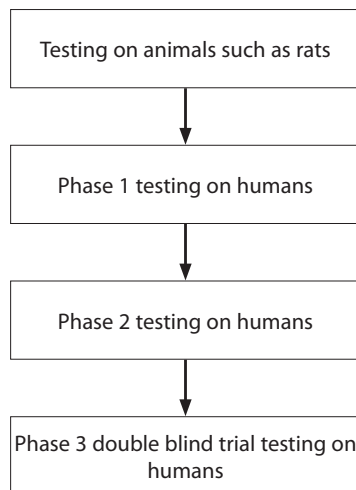 Testing on animals such as rats
Phase 1 testing on humans
Phase 2 testing on humans
Phase 3 double blind trial testing on
humans